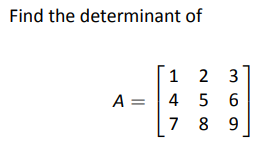 Find the determinant of
1 2 3
A = 4 5 6
7 8 9